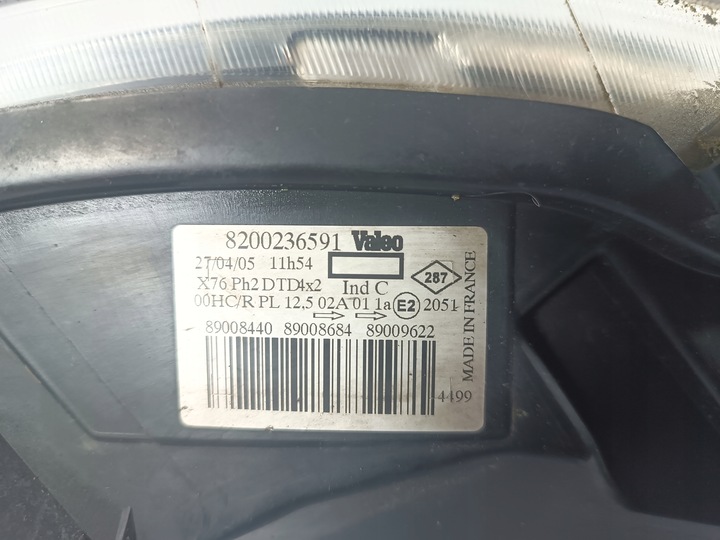 8200236591 Valeo
27/04/05 11h54
X76 Ph2 DTD4x2 Ind C
287
00HC/R PL 12,5 02A 01 1a E2 2051
89008440 89008684 89009622
4499
MADE IN FRANCE